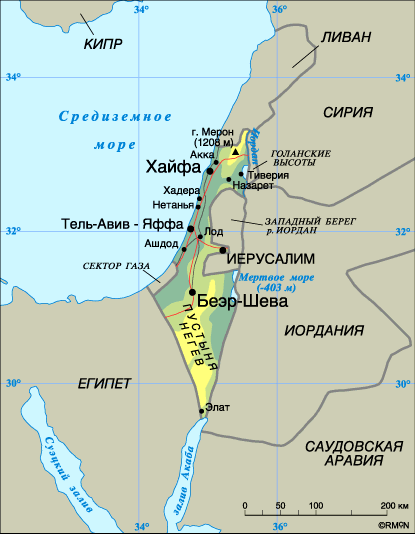 34°
36°
КИПР
ЛИВАН
34°
34°
Средиземное
море
СИРИЯ
г. Мерон
(1208 м)
Иордан
Акка
Хайфа
ГОЛАНСКИЕ
ВЫСОТЫ
Тиверия
Назарет
Хадера
Нетанья
Тель-Авив - Яффа
ЗАПАДНЫЙ БЕРЕГ
р. ИОРДАН
32°
32°
Лод
Ашдод
ИЕРУСАЛИМ
СЕКТОР ГАЗА
Мертвое море
(-403 м)
Беэр-Шева
ПУСТЫНЯ
НЕГЕВ
ИОРДАНИЯ
ЕГИПЕТ
30°
30°
Элат
Суэцкий
залив
залив Акаба
САУДОВСКАЯ
АРАВИЯ
0 50 100 200 км
34°
36°
©RMCN